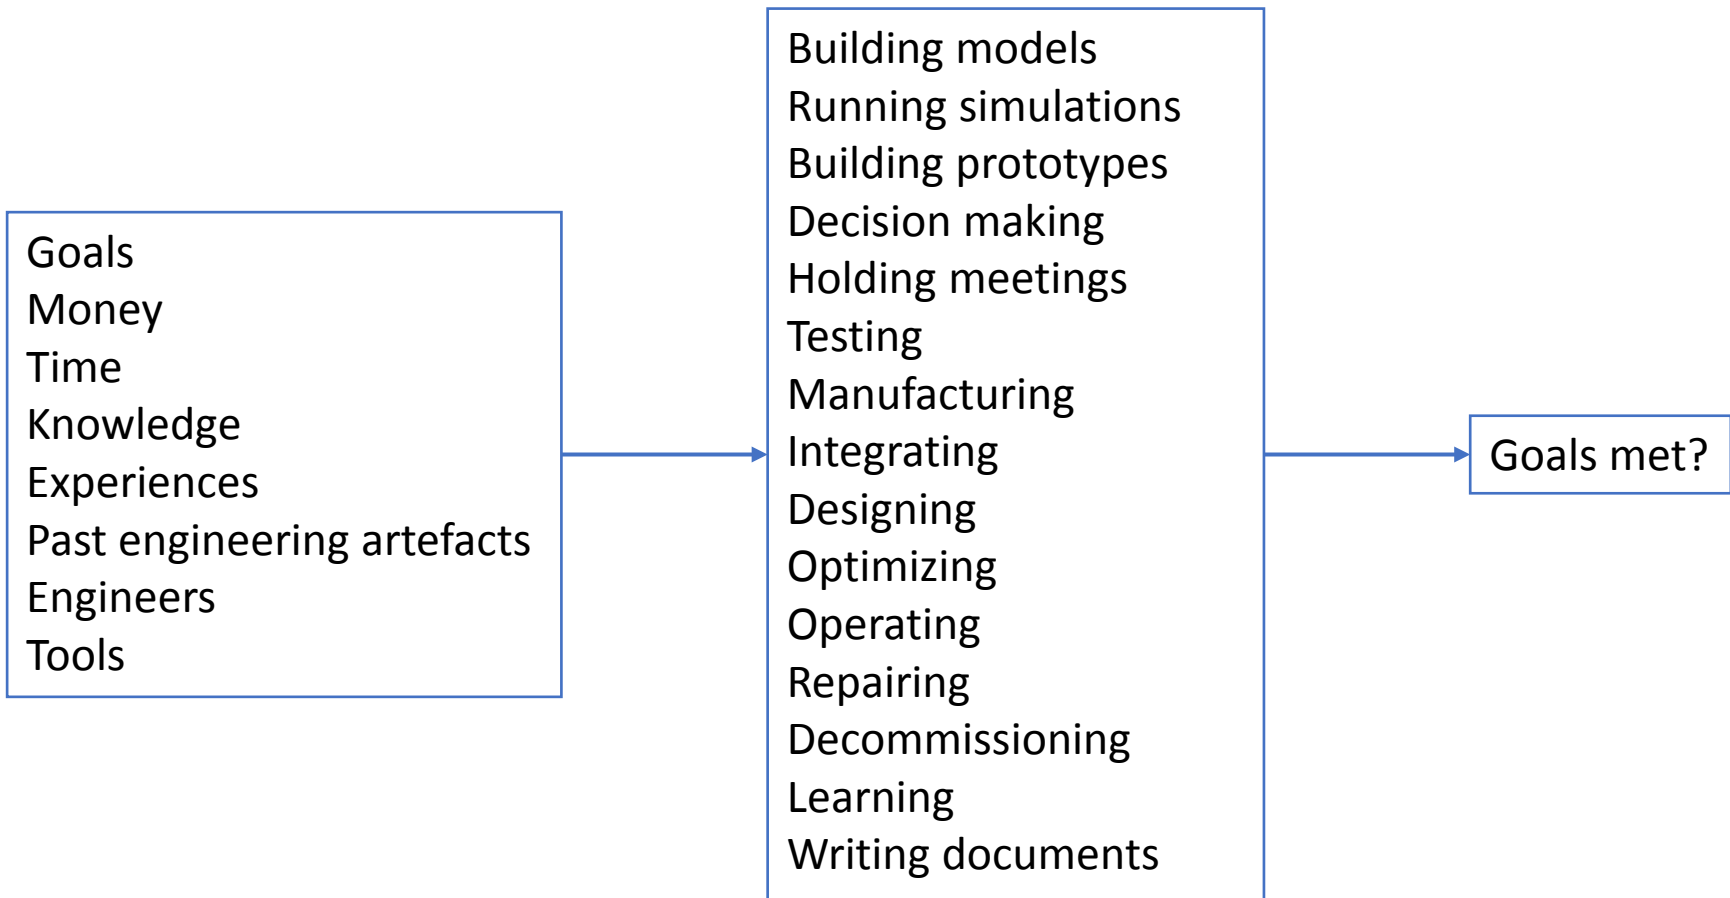 Goals
Money
Time
Knowledge
Experiences
Past engineering artefacts
Engineers
Tools
Building models
Running simulations
Building prototypes
Decision making
Holding meetings
Testing
Manufacturing
Integrating
Designing
Optimizing
Operating
Repairing
Decommissioning
Learning
Writing documents
Goals met?